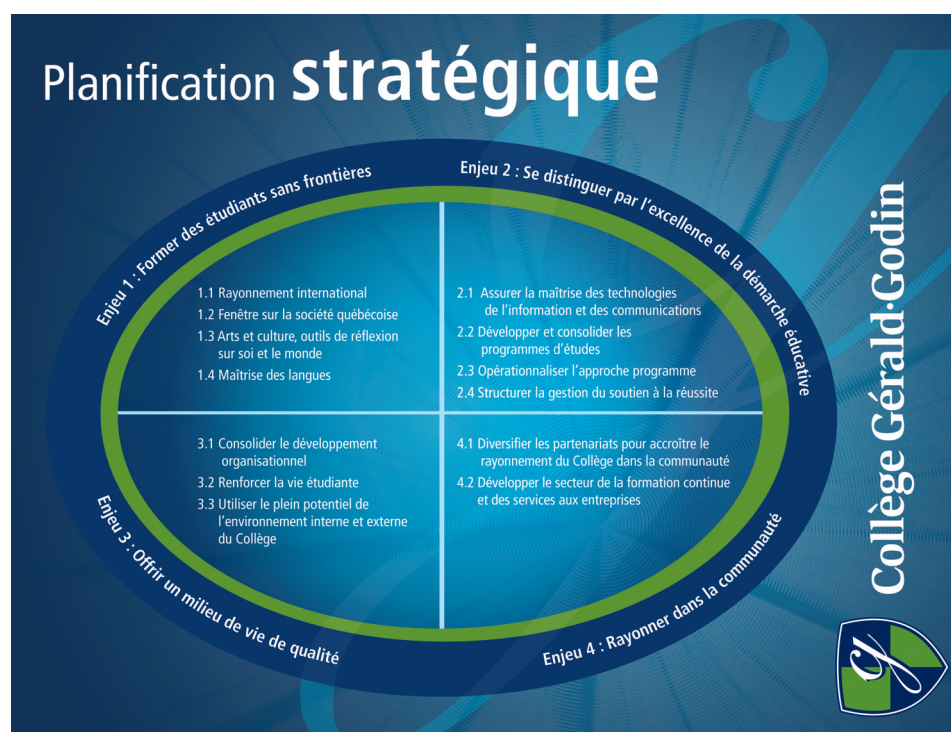 Planification stratégique
Enjeu 1 : Former des étudiants sans frontières
1.1 Rayonnement international
1.2 Fenêtre sur la société québécoise
1.3 Arts et culture, outils de réflexion
sur soi et le monde
1.4 Maîtrise des langues
Enjeu 2 : Se distinguer par l'excellence de la démarche éducative
2.1 Assurer la maîtrise des technologies
de l'information et des communications
2.2 Développer et consolider les
programmes d'études
2.3 Opérationnaliser l'approche programme
2.4 Structurer la gestion du soutien à la réussite
Enjeu 3 : Offrir un milieu de vie de qualité
3.1 Consolider le développement
organisationnel
3.2 Renforcer la vie étudiante
3.3 Utiliser le plein potentiel de
l'environnement interne et externe
du Collège
Enjeu 4 : Rayonner dans la communauté
4.1 Diversifier les partenariats pour accroître le
rayonnement du Collège dans la communauté
4.2 Développer le secteur de la formation continue
et des services aux entreprises
Collège Gérald-Godin